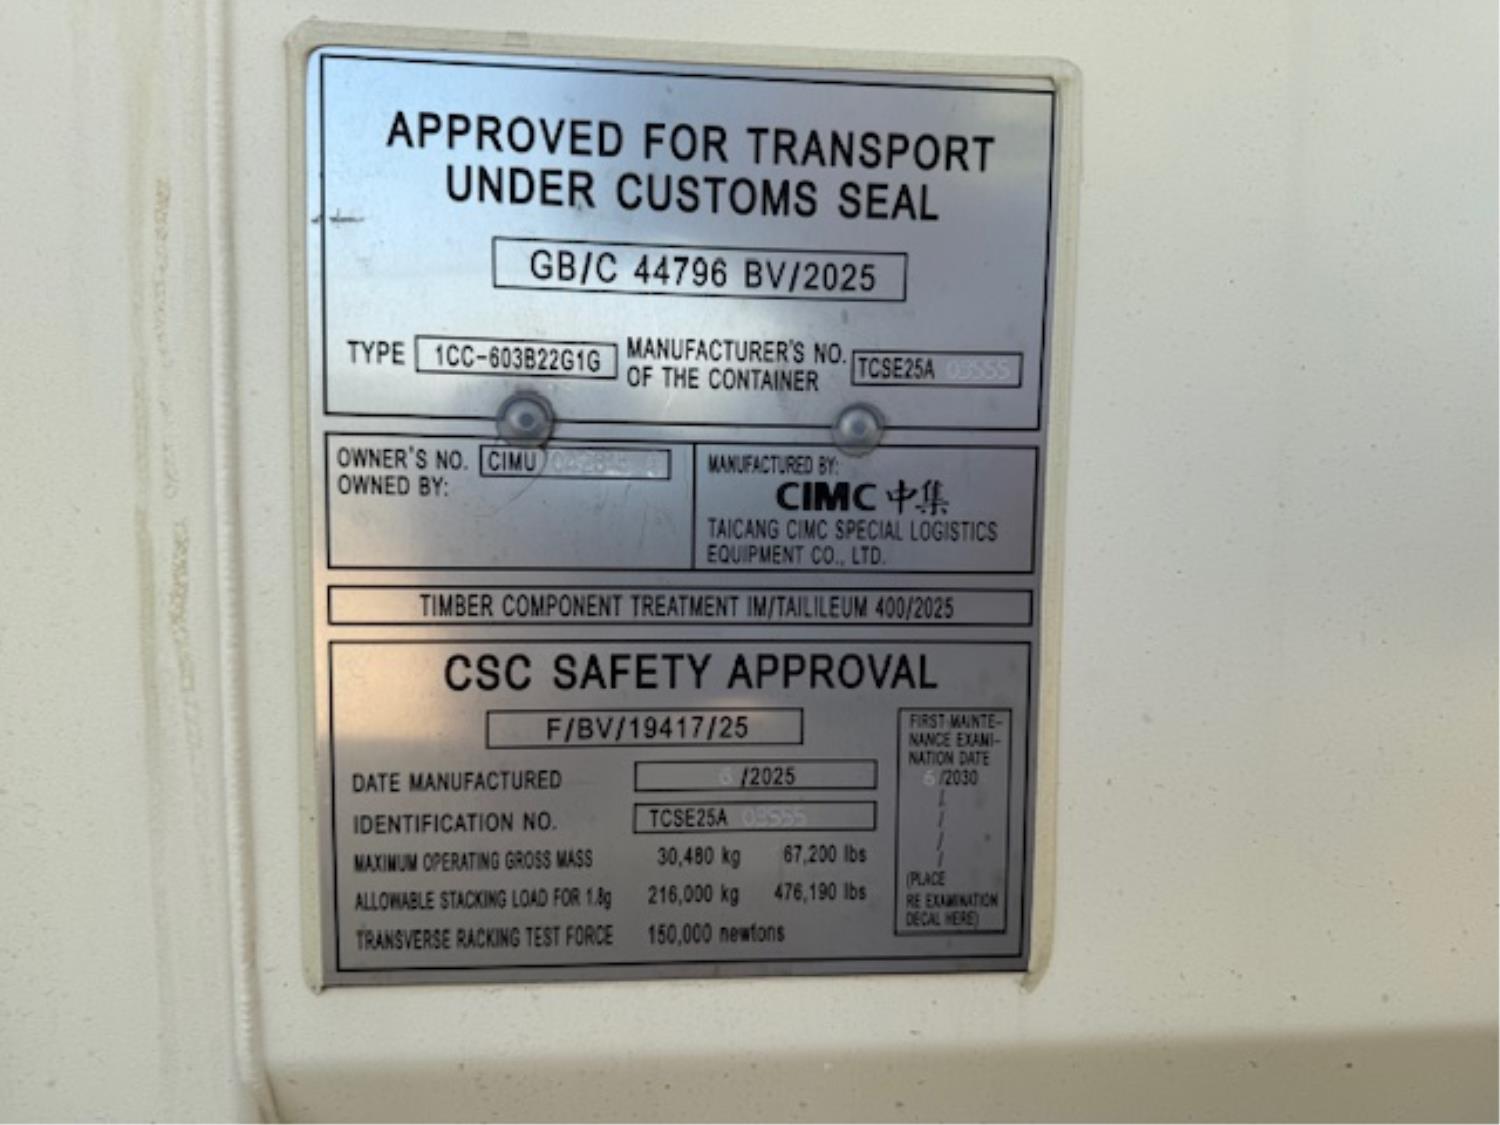 APPROVED FOR TRANSPORT
UNDER CUSTOMS SEAL
GB/C 44796 BV/2025
TYPE 1CC-603B22G1G MANUFACTURER'S NO. OF THE CONTAINER TCSE25A 03555
OWNER'S NO. CIMU
OWNED BY:
MANUFACTURED BY:
CIMC 中集
TAICANG CIMC SPECIAL LOGISTICS
EQUIPMENT CO., LTD.
TIMBER COMPONENT TREATMENT IM/TAILILEUM 400/2025
CSC SAFETY APPROVAL
F/BV/19417/25
DATE MANUFACTURED 6/2025
IDENTIFICATION NO. TCSE25A 03555
MAXIMUM OPERATING GROSS MASS 30,480 kg 67,200 lbs
ALLOWABLE STACKING LOAD FOR 1.8g 216,000 kg 476,190 lbs
TRANSVERSE RACKING TEST FORCE 150,000 newtons
FIRST MAINTE-
NANCE EXAMI-
NATION DATE
6/2030
/
/
/
/
(PLACE
RE EXAMINATION
DECAL HERE)